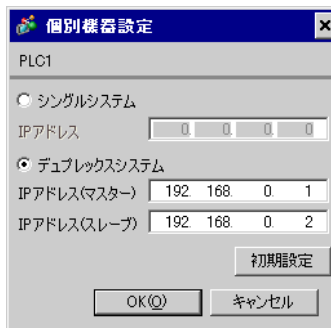 個別機器設定
PLC1
シングルシステム
IPアドレス 0. 0. 0. 0
デュプレックスシステム
IPアドレス(マスター) 192. 168. 0. 1
IPアドレス(スレーブ) 192. 168. 0. 2
初期設定
OK(O) キャンセル